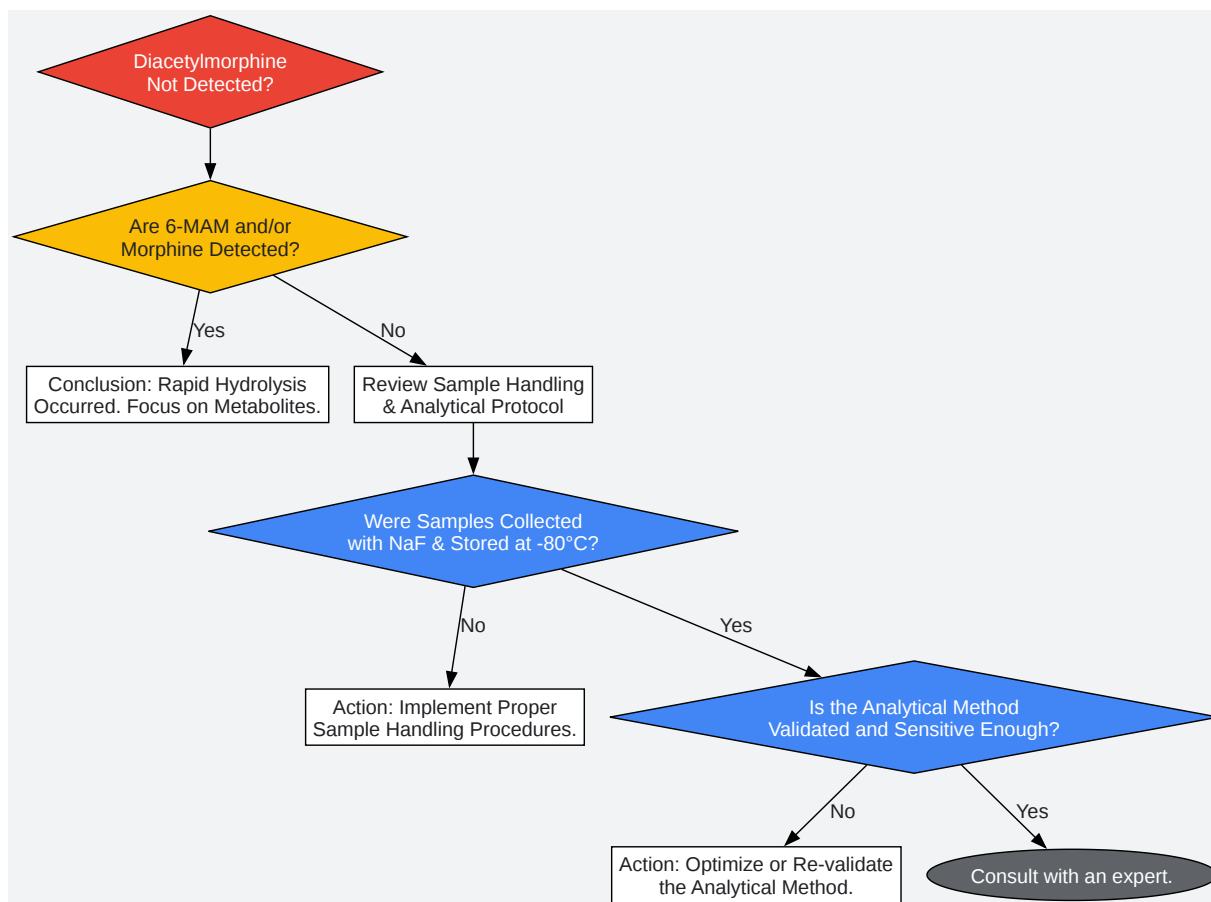 Diacetylmorphine
Not Detected?
Are 6-MAM and/or
Morphine Detected?
Yes
No
Conclusion: Rapid Hydrolysis
Occurred. Focus on Metabolites.
Review Sample Handling
& Analytical Protocol
Were Samples Collected
with NaF & Stored at -80°C?
No
Yes
Action: Implement Proper
Sample Handling Procedures.
Is the Analytical Method
Validated and Sensitive Enough?
No
Yes
Action: Optimize or Re-validate
the Analytical Method.
Consult with an expert.